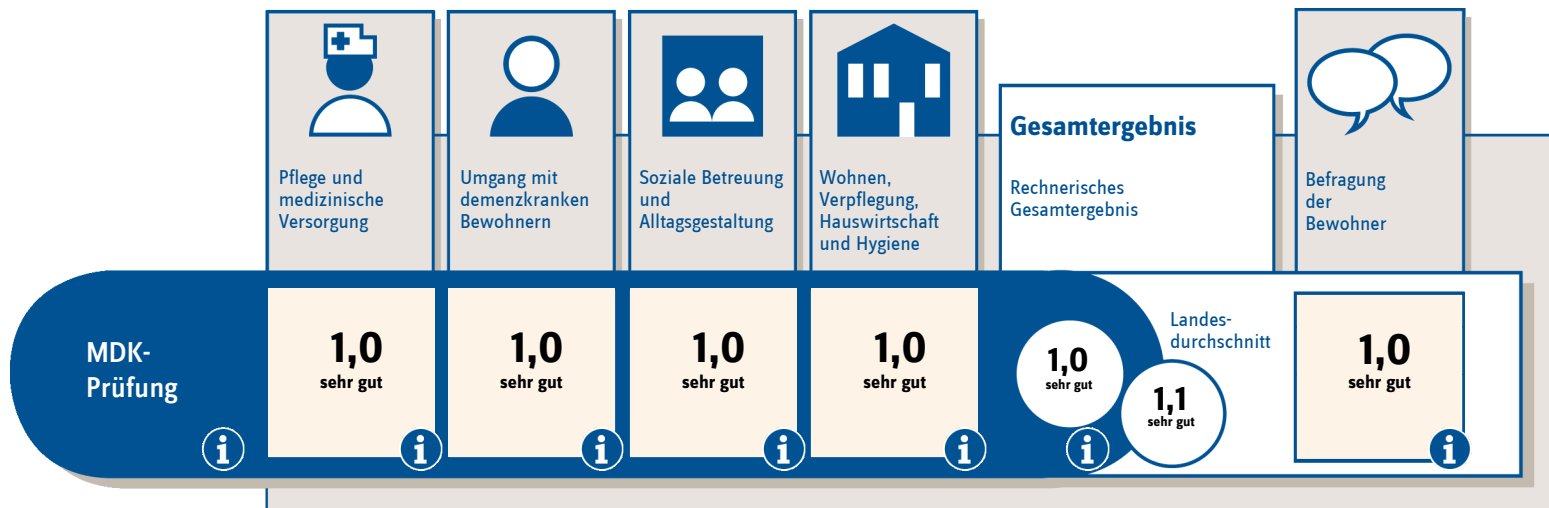 Pflege und
medizinische
Versorgung
Umgang mit
demenzkranken
Bewohnern
Soziale Betreuung
und
Alltagsgestaltung
Wohnen,
Verpflegung,
Hauswirtschaft
und Hygiene
Gesamtergebnis
Rechnerisches
Gesamtergebnis
Befragung
der
Bewohner
MDK-
Prüfung
i
1,0
sehr gut
i
1,0
sehr gut
i
1,0
sehr gut
i
1,0
sehr gut
i
1,0
sehr gut
i
Landes-
durchschnitt
1,1
sehr gut
1,0
sehr gut
i